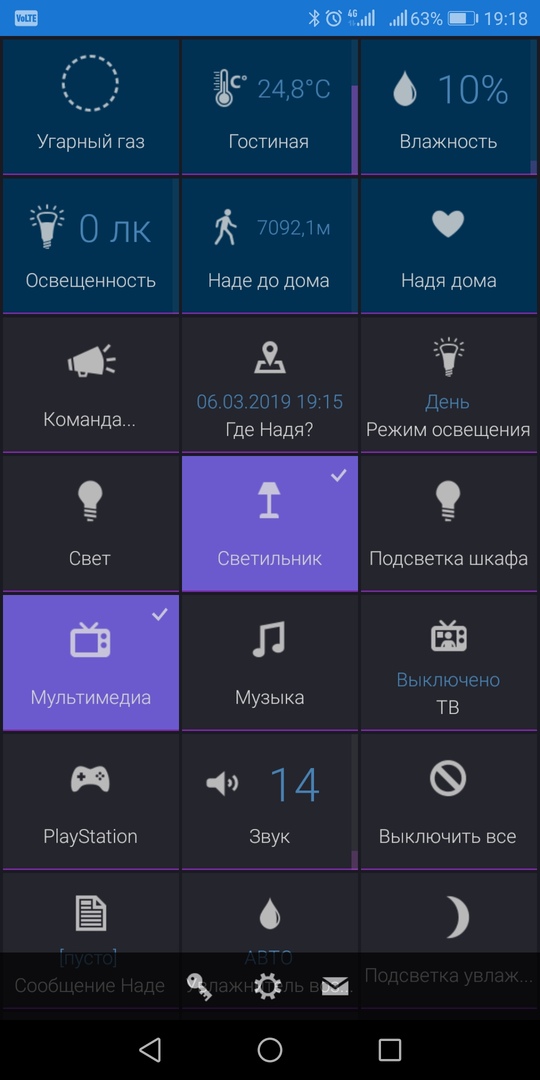 VoLTE 4G 63% 19:18
C° 24,8°C 10%
Угарный газ Гостиная Влажность
0 лк 7092,1м
Освещенность Наде до дома Надя дома
06.03.2019 19:15 День
Команда... Где Надя? Режим освещения
Свет Светильник Подсветка шкафа
Выключено
Мультимедиа Музыка ТВ
14
PlayStation Звук Выключить все
[пусто] АВТО
Сообщение Наде Подсветка увлаж...